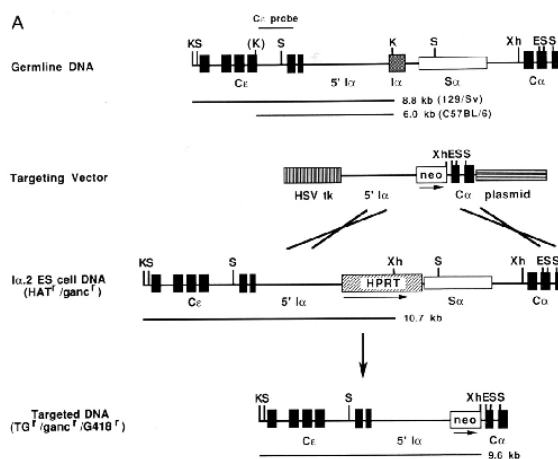 A
Cε probe
KS (K) S K S Xh ESS
Germline DNA
Cε 5' Iα Iα Sα Cα
8.8 kb (129/Sv)
6.0 kb (C57BL/6)
XhESS
Targeting Vector neo
HSV tk 5' Iα Cα plasmid
KS S Xh S Xh ESS
Iα.2 ES cell DNA HPRT
(HATʳ/gancʳ) Cε 5' Iα Sα Cα
10.7 kb
KS S XhESS
Targeted DNA neo
(TGʳ/gancʳ/G418ʳ) Cε 5' Iα Cα
9.6 kb